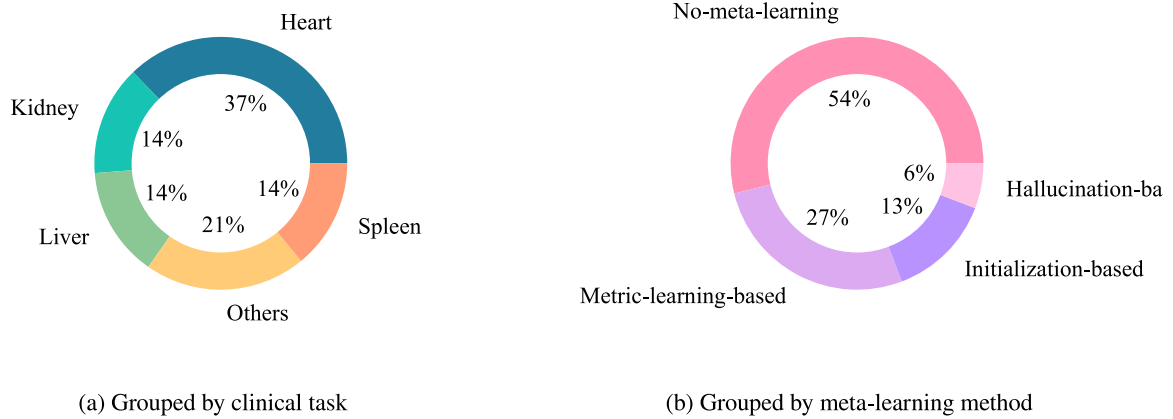 Heart
37%
Kidney
14%
14%
Liver
21%
Others
14%
Spleen
(a) Grouped by clinical task
No-meta-learning
54%
6%
Hallucination-ba
13%
Initialization-based
27%
Metric-learning-based
(b) Grouped by meta-learning method